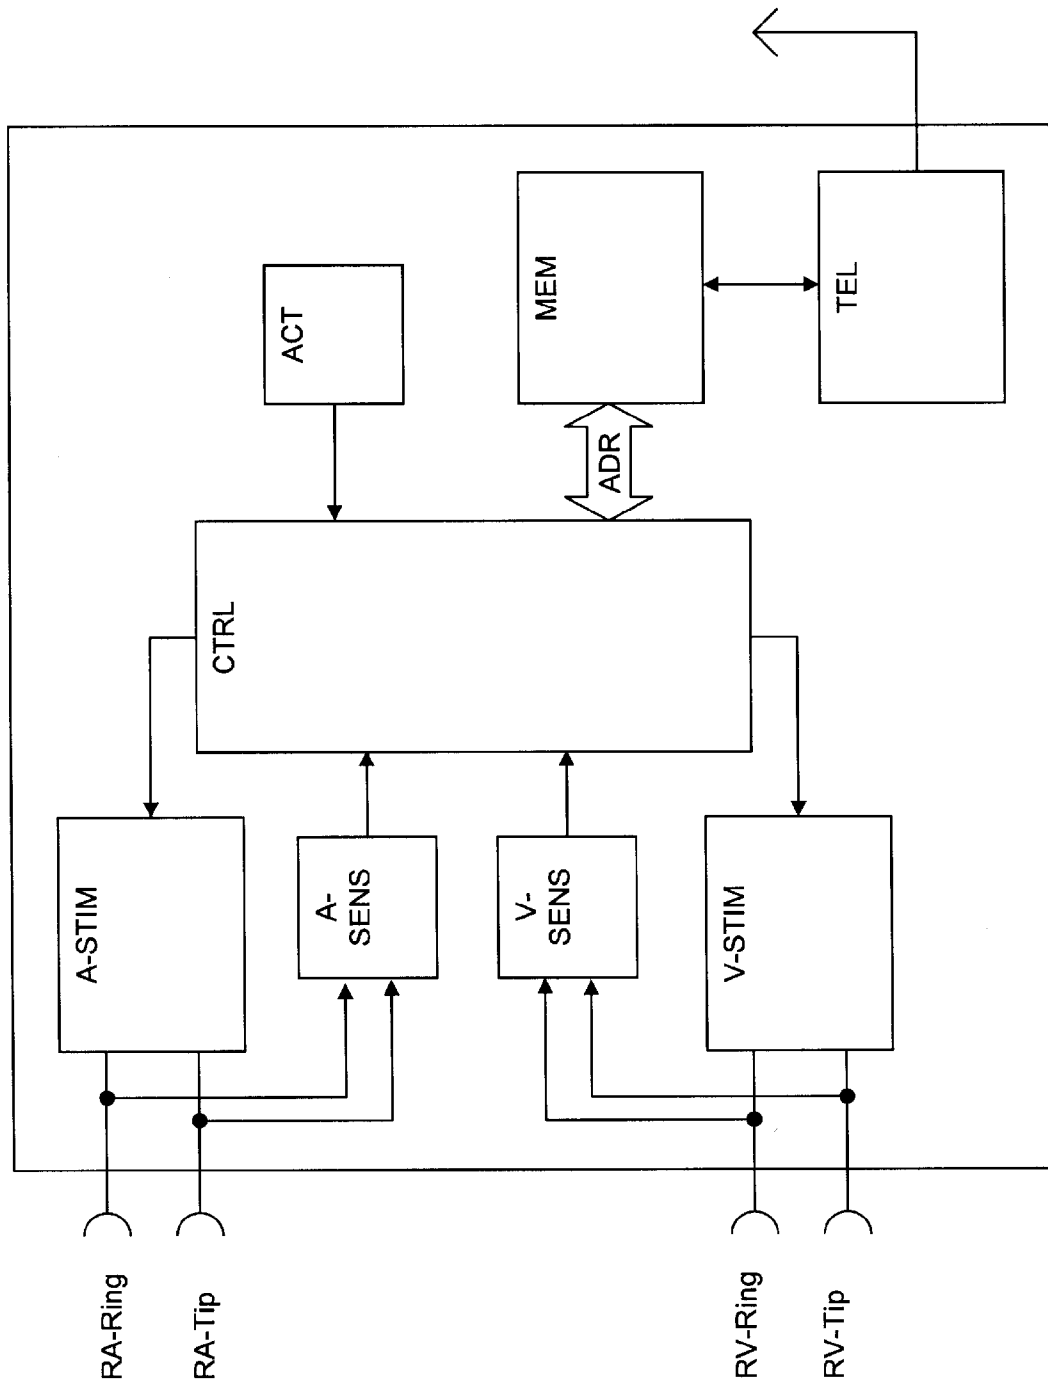 RA-Ring
RA-Tip
RV-Ring
RV-Tip
A-STIM
A-
SENS
V-
SENS
V-STIM
CTRL
ADR
ACT
MEM
TEL